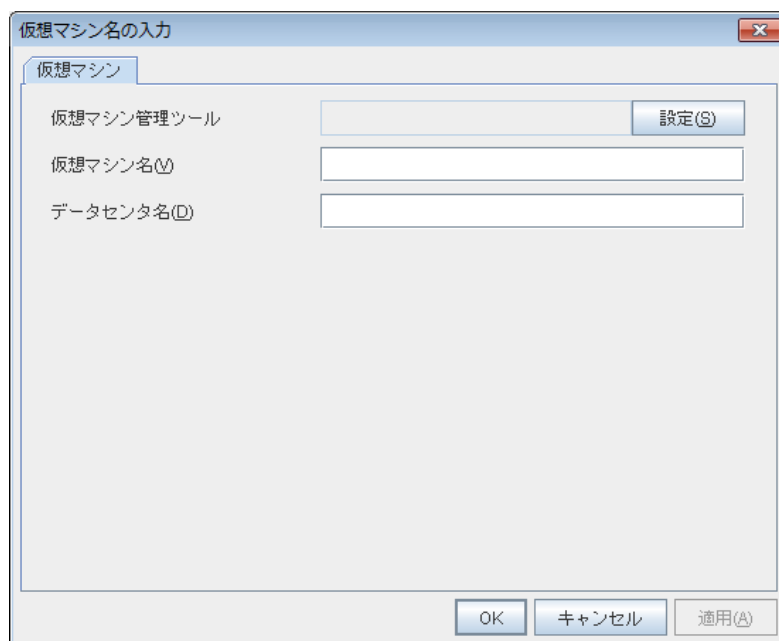 仮想マシン名の入力
仮想マシン
仮想マシン管理ツール 設定(S)
仮想マシン名(V)
データセンタ名(D)
OK キャンセル 適用(A)